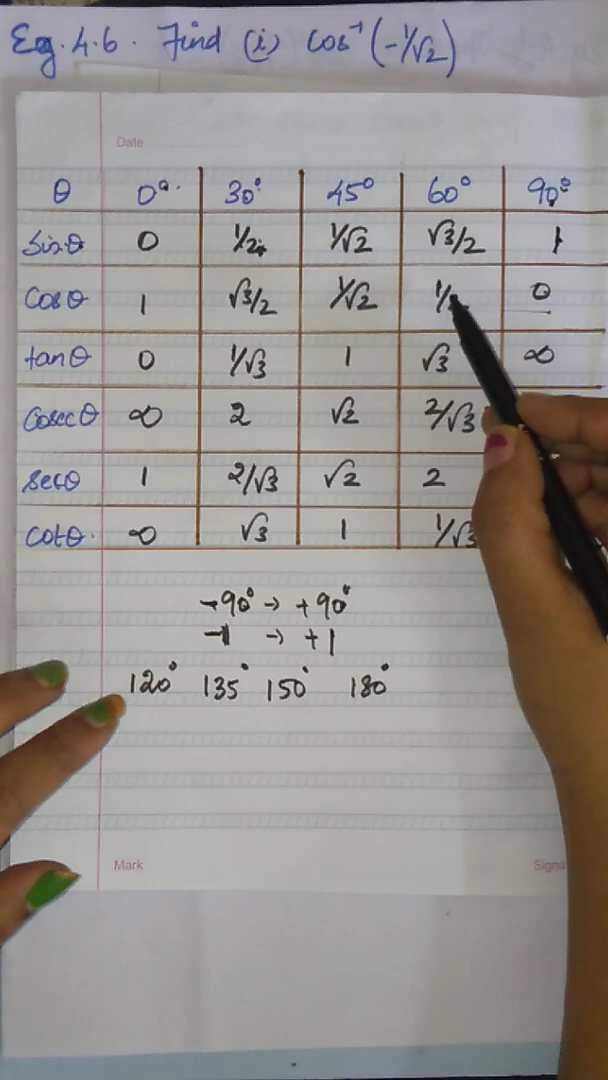 Eg. 4.6. Find (i) cos⁻¹(-1/√2)
Date
θ 0° 30° 45° 60° 90°
Sinθ 0 1/2 1/√2 √3/2 1
Cosθ 1 √3/2 1/√2 0
tanθ 0 1/√3 1 √3 ∞
Cosecθ ∞ 2 √2 2/√3
Secθ 1 2/√3 √2 2
Cotθ ∞ √3 1 1/√3
-90° → +90°
-1 → +1
120° 135° 150° 180°
Mark